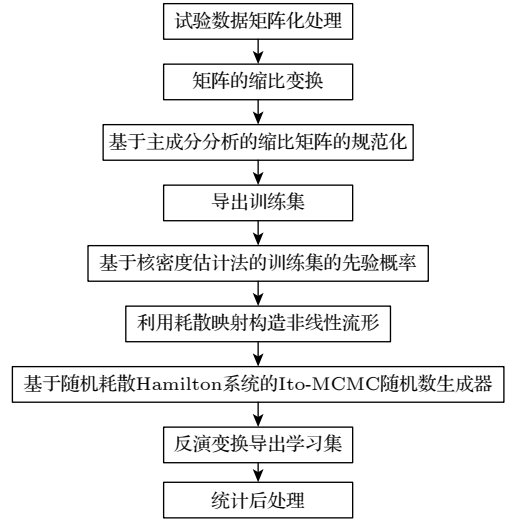 试验数据矩阵化处理
矩阵的缩比变换
基于主成分分析的缩比矩阵的规范化
导出训练集
基于核密度估计法的训练集的先验概率
利用耗散映射构造非线性流形
基于随机耗散Hamilton系统的Ito-MCMC随机数生成器
反演变换导出学习集
统计后处理